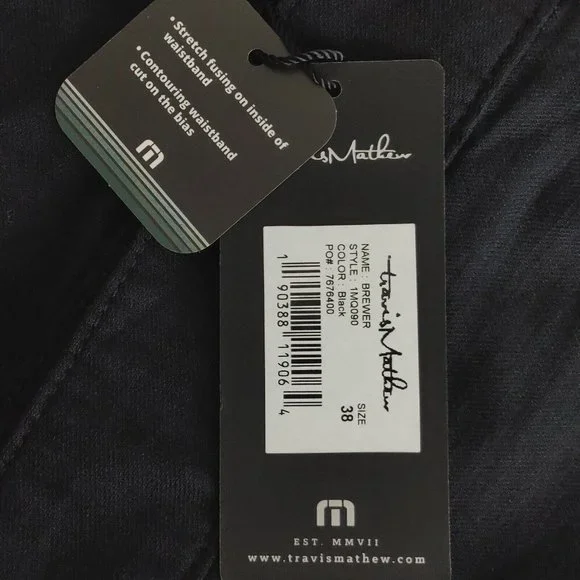 • Stretch fusing on inside of
waistband
• Contouring waistband
cut on the bias
m
isMathew
travisMathew
NAME : BREWER
STYLE : 1MQ090
COLOR : Black
PO# : 7676400
SIZE
38
1 90388 11906 4
m
EST. MMVII
www.travismathew.com